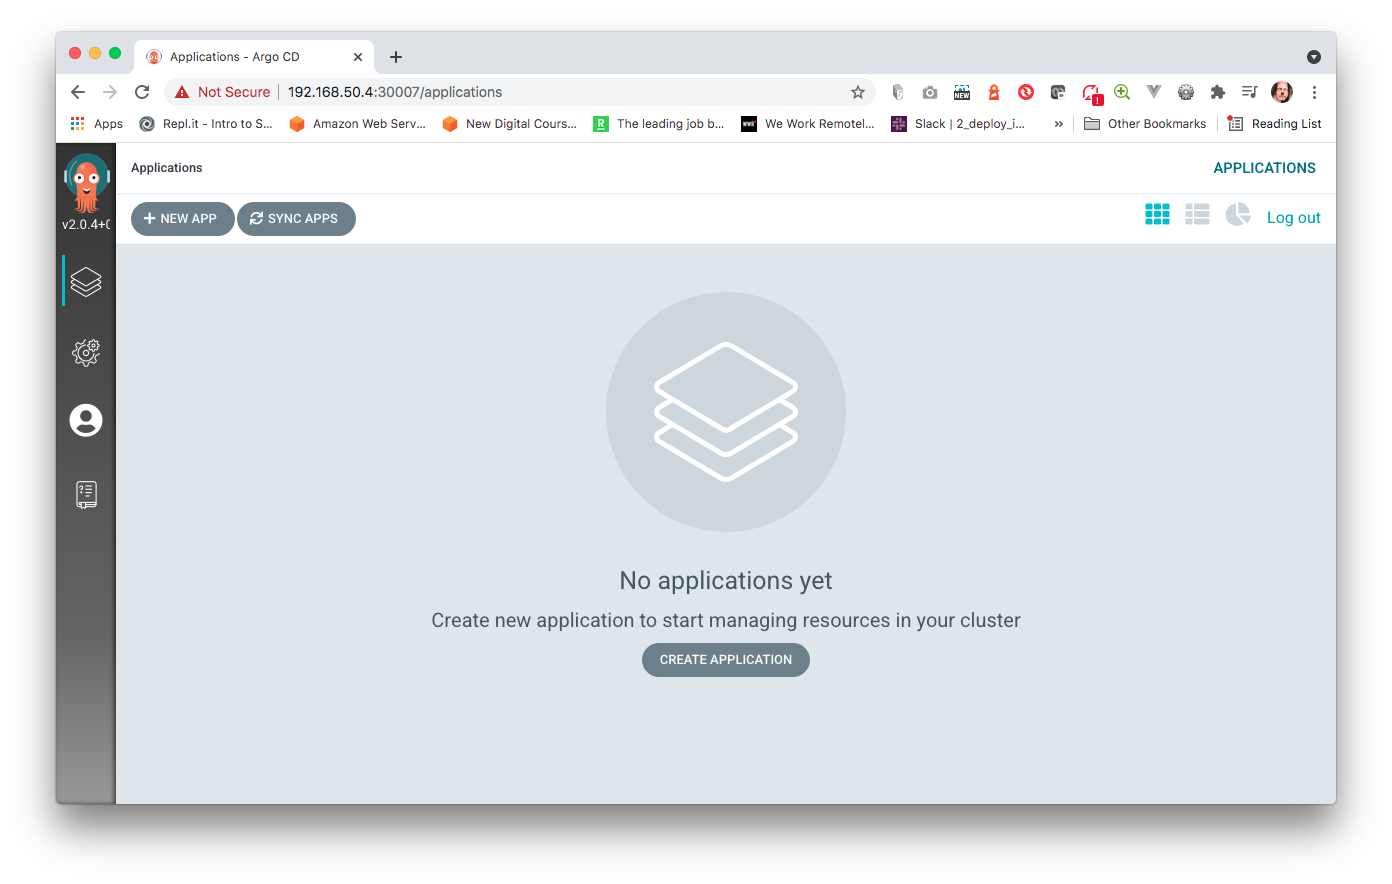 Applications - Argo CD
Not Secure | 192.168.50.4:30007/applications
NEW
Apps Repl.it - Intro to S... Amazon Web Serv... New Digital Cours... R The leading job b... WWR We Work Remotel... Slack | 2_deploy_i... » Other Bookmarks Reading List
v2.0.4+0
Applications
APPLICATIONS
+ NEW APP
SYNC APPS
Log out
No applications yet
Create new application to start managing resources in your cluster
CREATE APPLICATION